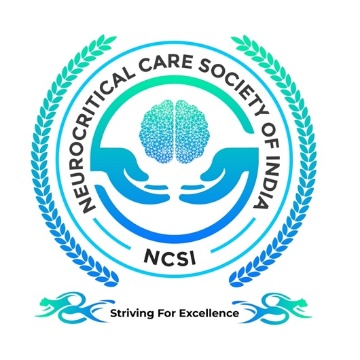 NEUROCRITICAL CARE SOCIETY OF INDIA
NCSI
Striving For Excellence